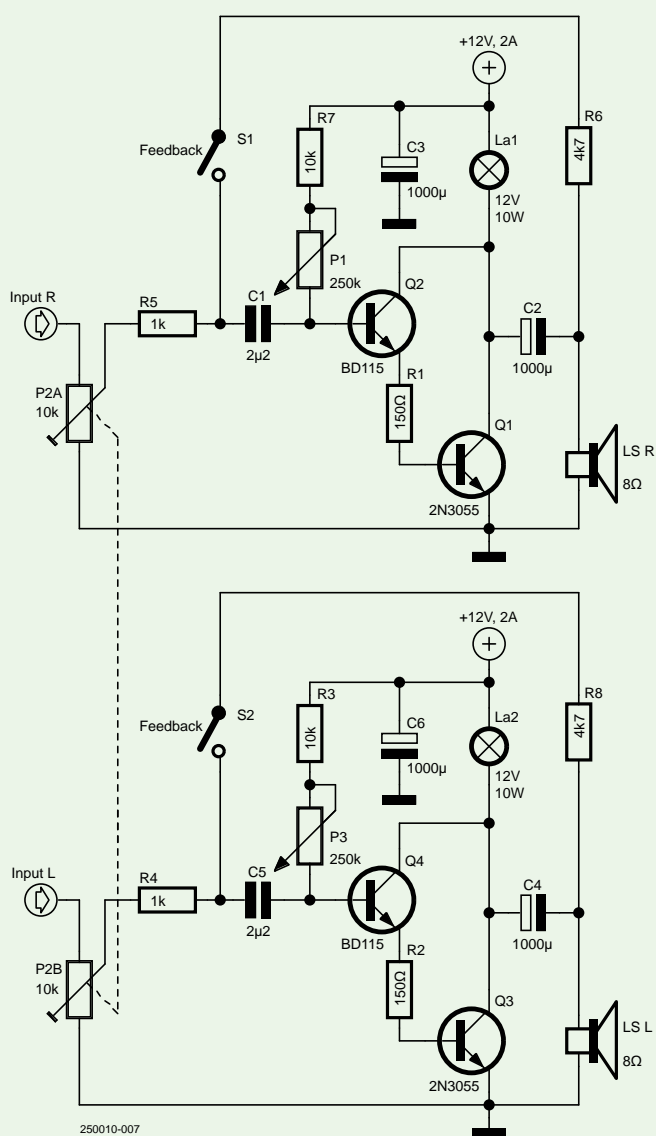 +12V, 2A
R7
10k
S1
Feedback
C3
1000µ
La1
12V
10W
R6
4k7
P1
250k
Input R
R5
1k
C1
2µ2
Q2
BD115
C2
1000µ
P2A
10k
R1
150Ω
Q1
2N3055
LS R
8Ω
+12V, 2A
R3
10k
S2
Feedback
C6
1000µ
La2
12V
10W
R8
4k7
P3
250k
Input L
R4
1k
C5
2µ2
Q4
BD115
C4
1000µ
P2B
10k
R2
150Ω
Q3
2N3055
LS L
8Ω
250010-007